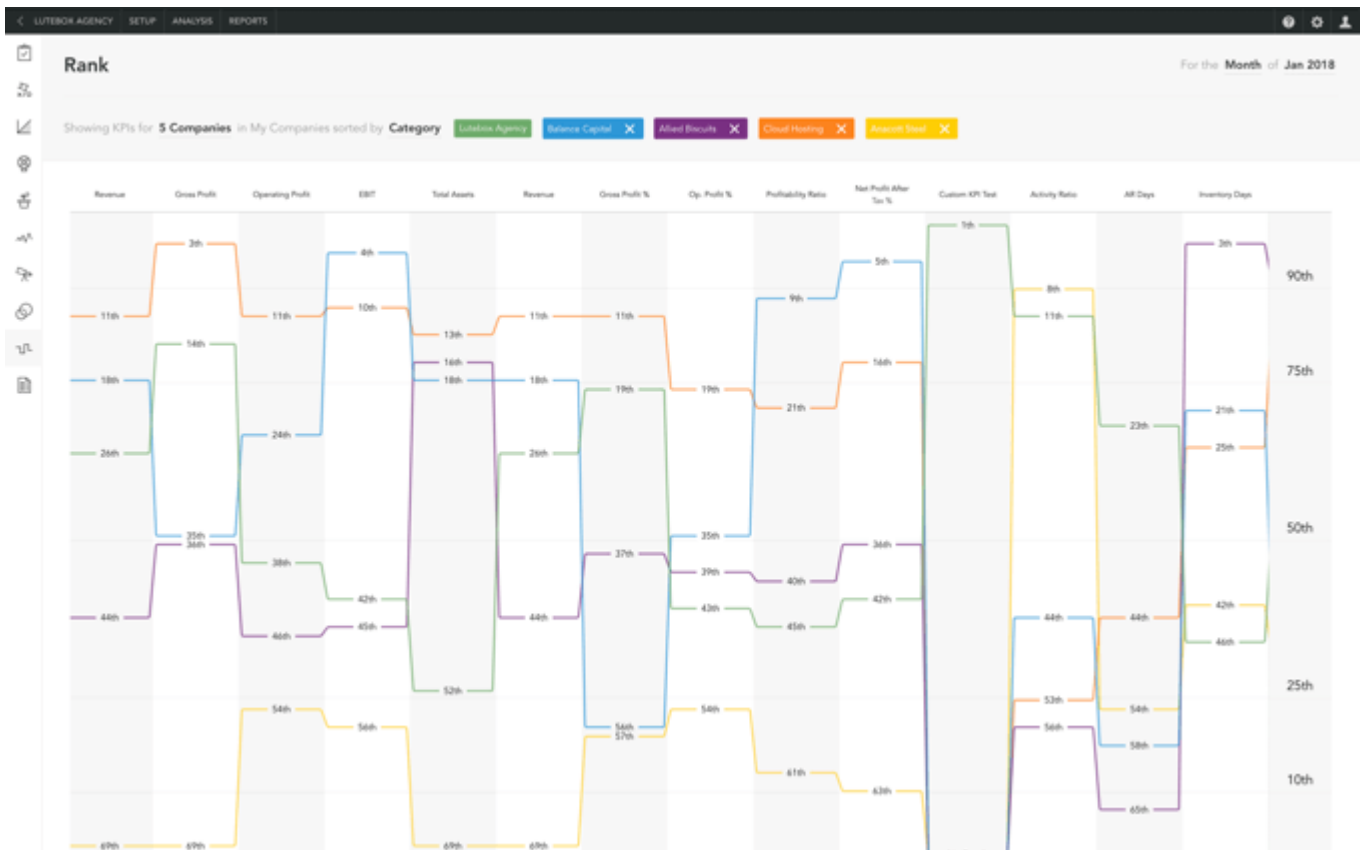 LUTEBOX AGENCY SETUP ANALYSIS REPORTS
Rank
For the Month of Jan 2018
Showing KPIs for 5 Companies in My Companies sorted by Category Lutebox Agency Balance Capital Allied Biscuits Cloud Hosting Anacott Steel
Revenue Gross Profit Operating Profit EBIT Total Assets Revenue Gross Profit % Op. Profit % Profitability Ratio Net Profit After Custom KPI Test Activity Ratio AR Days Inventory Days
Tax %
1th
3th 3th
4th 5th
90th
8th
9th
10th
11th 11th 11th 11th 11th
13th
14th
16th 16th
75th
18th 18th 18th
19th 19th
21th 21th
23th
24th
25th
26th 26th
50th
35th 35th
36th 36th
37th
38th
39th
40th
42th 42th 42th
43th
44th 44th 44th 44th
45th 45th
46th 46th
25th
52th
53th
54th 54th 54th
56th 56th 56th
57th
58th
61th
10th
63th
65th
69th 69th 69th 69th